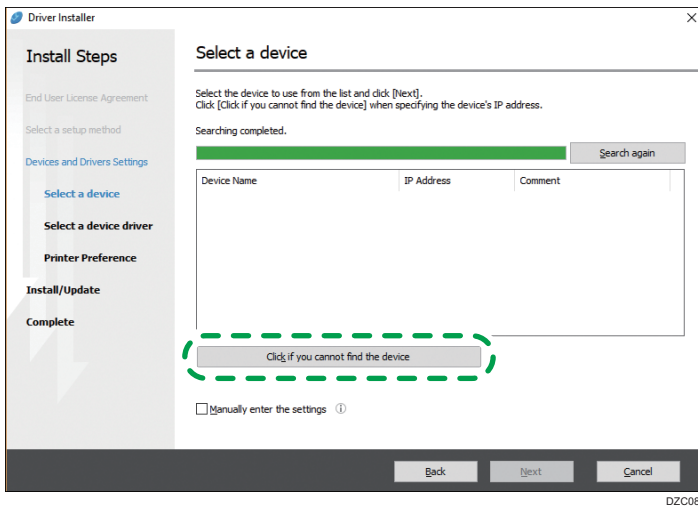 Driver Installer
Install Steps
End User License Agreement
Select a setup method
Devices and Drivers Settings
Select a device
Select a device driver
Printer Preference
Install/Update
Complete
Select a device
Select the device to use from the list and click [Next].
Click [Click if you cannot find the device] when specifying the device's IP address.
Searching completed.
Search again
Device Name IP Address Comment
Click if you cannot find the device
Manually enter the settings
Back Next Cancel
DZC08